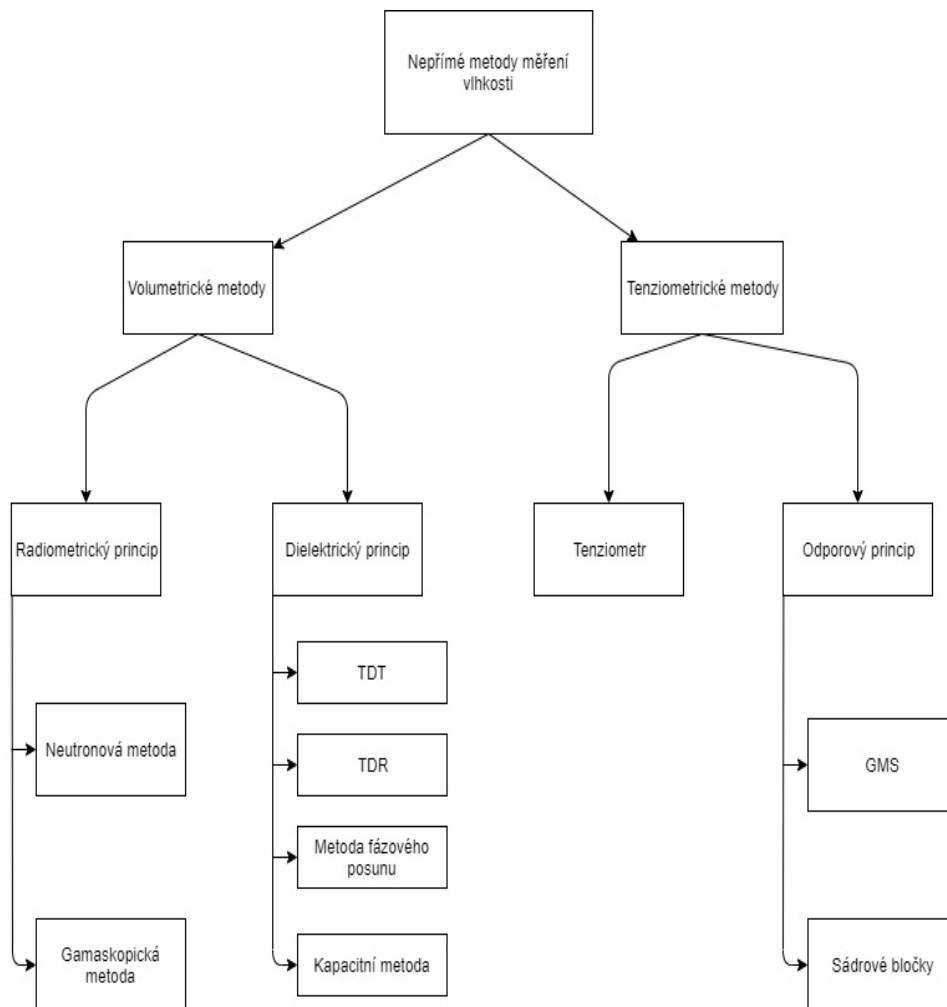 Nepřímé metody měření
vlhkosti
Volumetrické metody
Tenziometrické metody
Radiometrický princip
Dielektrický princip
Tenziometr
Odporový princip
TDT
Neutronová metoda
TDR
GMS
Metoda fázového
posunu
Gamaskopická
metoda
Kapacitní metoda
Sádrové bločky